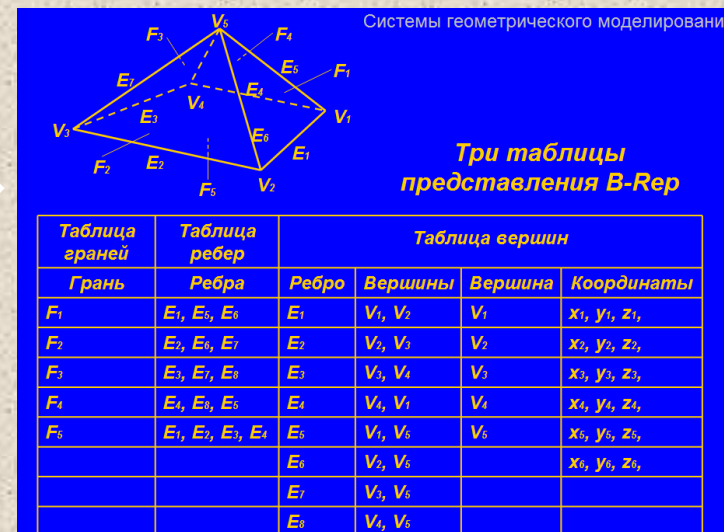 Системы геометрического моделировани
V5
F3
F4
E5
F1
E7
E4
V4
E3
V1
V3
E6
E1
F2
E2
F5
V2
Три таблицы
представления B-Rep
Таблица граней Таблица ребер Таблица вершин
Грань Ребра Ребро Вершины Вершина Координаты
F1 E1, E5, E6 E1 V1, V2 V1 x1, y1, z1,
F2 E2, E6, E7 E2 V2, V3 V2 x2, y2, z2,
F3 E3, E7, E8 E3 V3, V4 V3 x3, y3, z3,
F4 E4, E8, E5 E4 V4, V1 V4 x4, y4, z4,
F5 E1, E2, E3, E4 E5 V1, V5 V5 x5, y5, z5,
E6 V2, V5 x6, y6, z6,
E7 V3, V5
E8 V4, V5